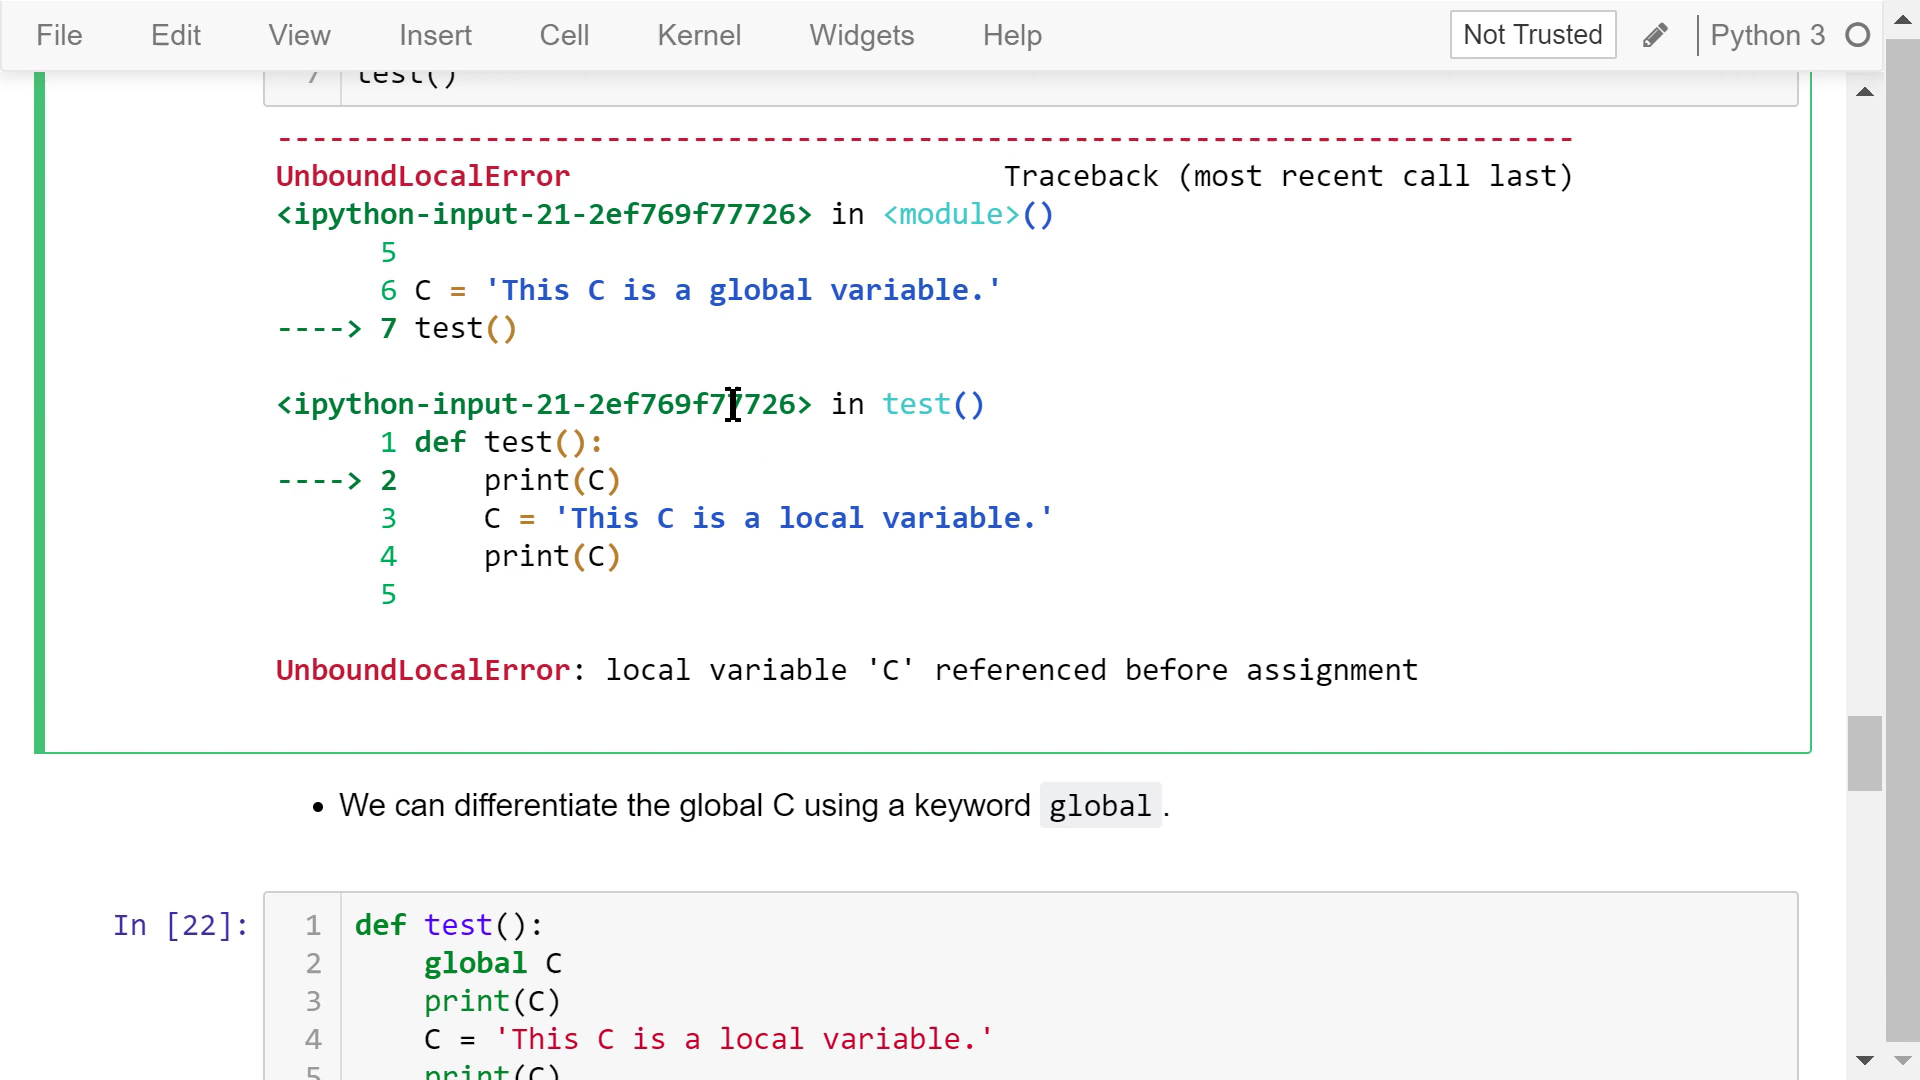 File Edit View Insert Cell Kernel Widgets Help Not Trusted Python 3
7 test()
---------------------------------------------------------------------------
UnboundLocalError Traceback (most recent call last)
<ipython-input-21-2ef769f77726> in <module>()
5
6 C = 'This C is a global variable.'
----> 7 test()
<ipython-input-21-2ef769f77726> in test()
1 def test():
----> 2 print(C)
3 C = 'This C is a local variable.'
4 print(C)
5
UnboundLocalError: local variable 'C' referenced before assignment
• We can differentiate the global C using a keyword global.
In [22]: 1 def test():
2 global C
3 print(C)
4 C = 'This C is a local variable.'
5 print(C)